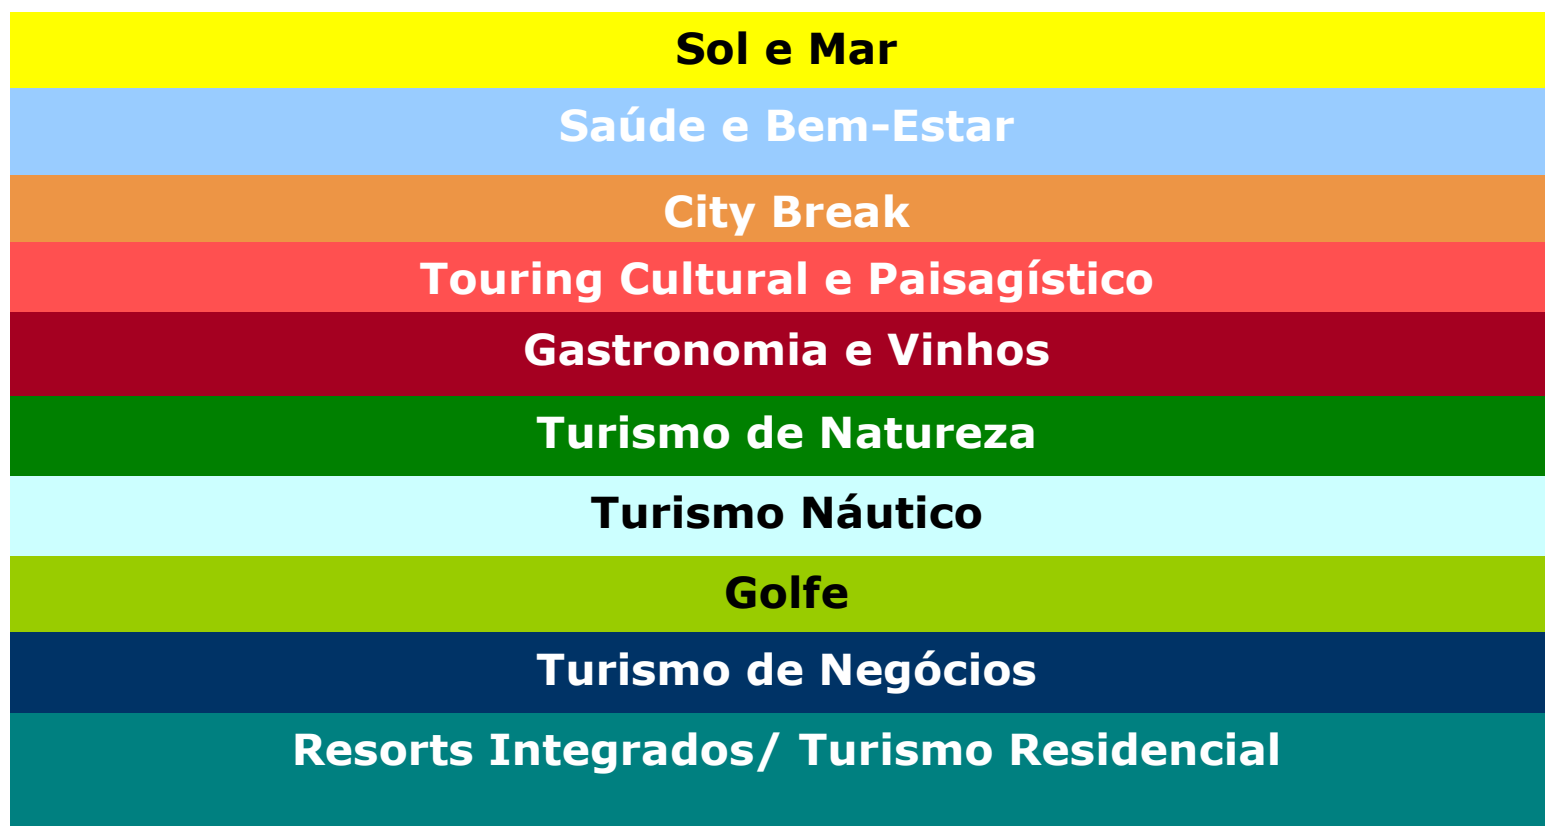 Sol e Mar
Saúde e Bem-Estar
City Break
Touring Cultural e Paisagístico
Gastronomia e Vinhos
Turismo de Natureza
Turismo Náutico
Golfe
Turismo de Negócios
Resorts Integrados/ Turismo Residencial